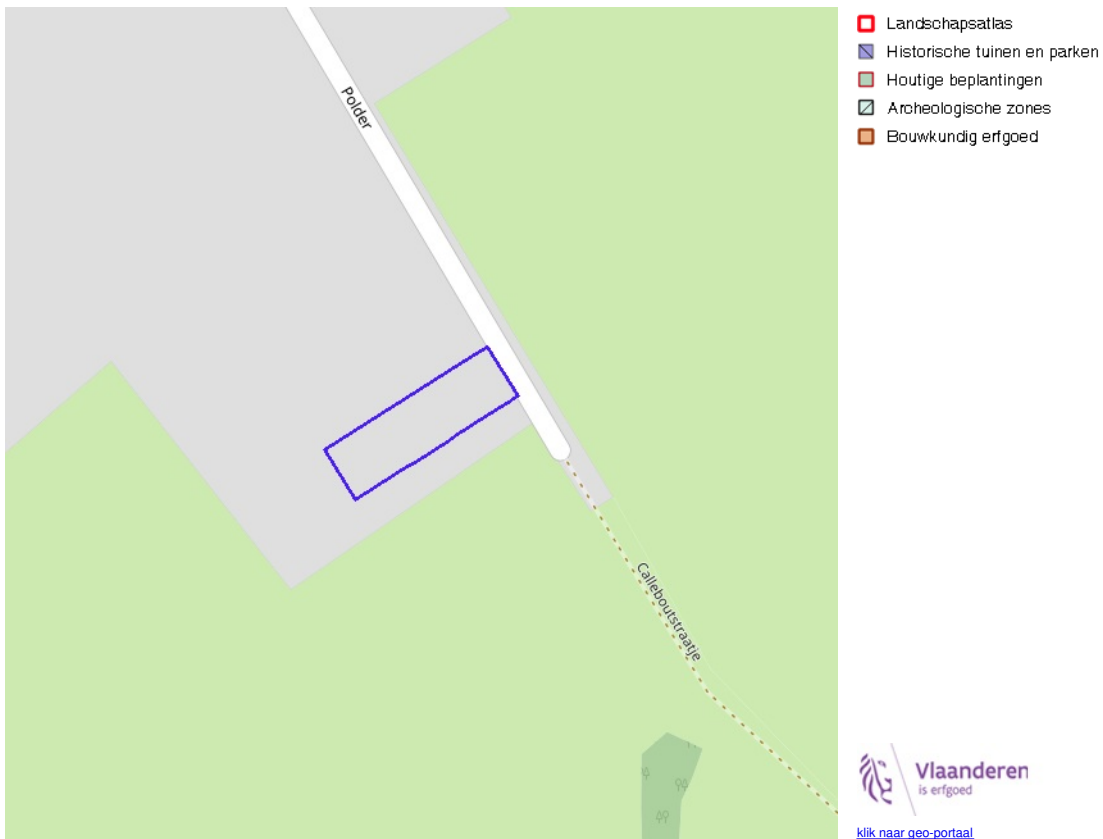 Polder
Calleboutstraatje
Landschapsatlas
Historische tuinen en parken
Houtige beplantingen
Archeologische zones
Bouwkundig erfgoed
Vlaanderen
is erfgoed
klik naar geo-portaal